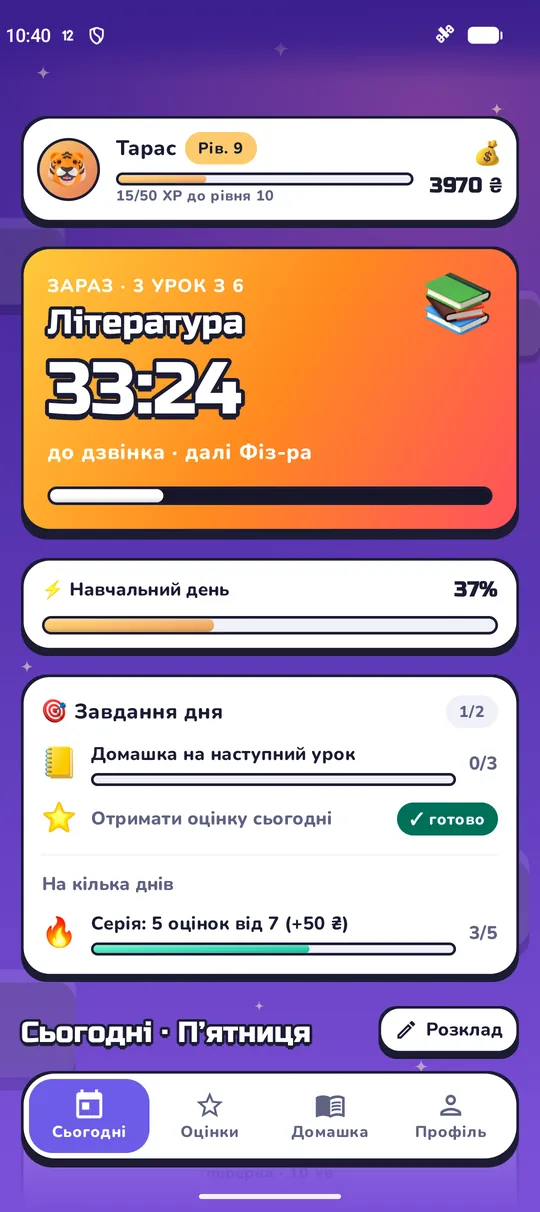 10:40 12
Тарас Рів. 9
15/50 XP до рівня 10
3970 ₴
ЗАРАЗ · 3 УРОК З 6
Література
33:24
до дзвінка · далі Фіз-ра
Навчальний день 37%
Завдання дня 1/2
Домашка на наступний урок 0/3
Отримати оцінку сьогодні ✓ готово
На кілька днів
Серія: 5 оцінок від 7 (+50 ₴) 3/5
Сьогодні · П’ятниця Розклад
Сьогодні Оцінки Домашка Профіль